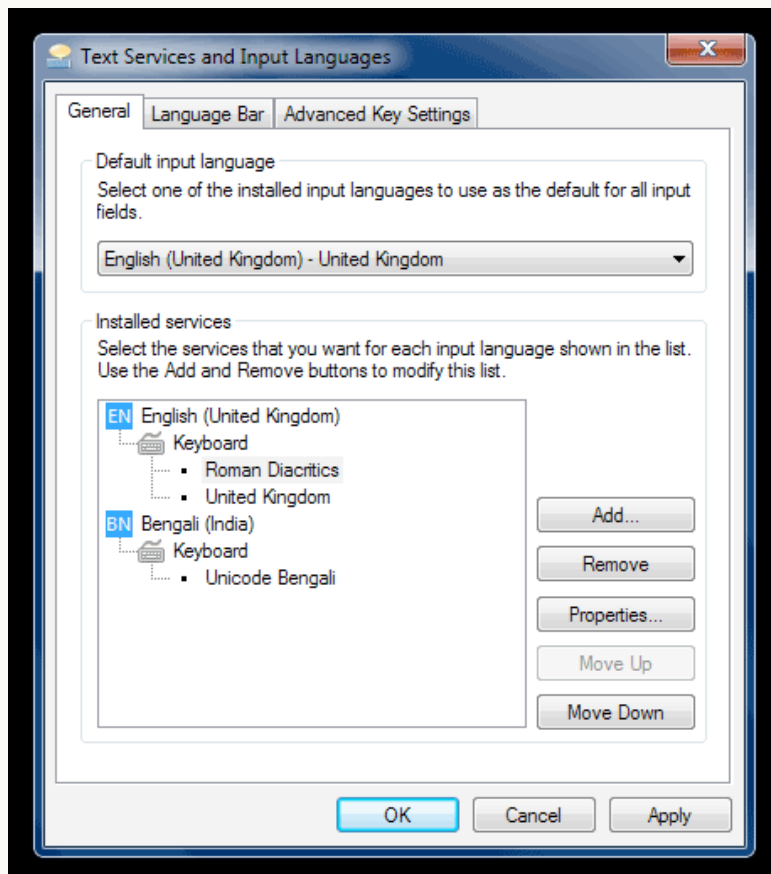 Text Services and Input Languages
General
Language Bar
Advanced Key Settings
Default input language
Select one of the installed input languages to use as the default for all input
fields.
English (United Kingdom) - United Kingdom
Installed services
Select the services that you want for each input language shown in the list.
Use the Add and Remove buttons to modify this list.
EN English (United Kingdom)
Keyboard
Roman Diacritics
United Kingdom
BN Bengali (India)
Keyboard
Unicode Bengali
Add...
Remove
Properties...
Move Up
Move Down
OK
Cancel
Apply